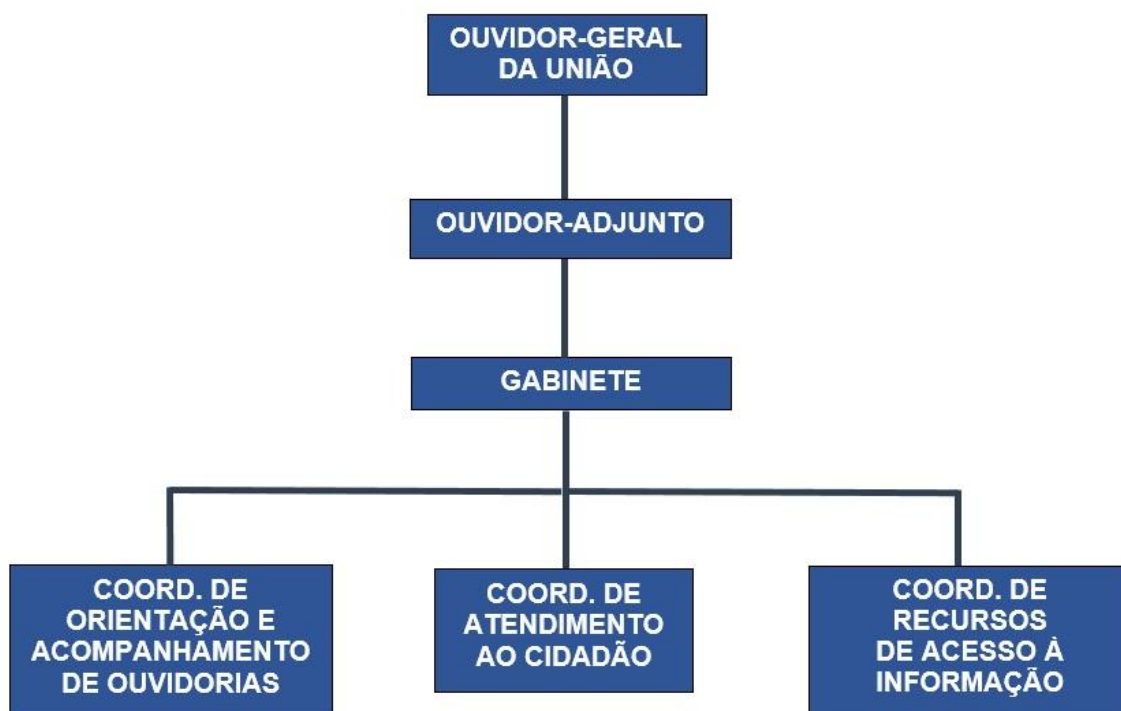 OUVIDOR-GERAL
DA UNIÃO
OUVIDOR-ADJUNTO
GABINETE
COORD. DE
ORIENTAÇÃO E
ACOMPANHAMENTO
DE OUVIDORIAS
COORD. DE
ATENDIMENTO
AO CIDADÃO
COORD. DE
RECURSOS
DE ACESSO À
INFORMAÇÃO